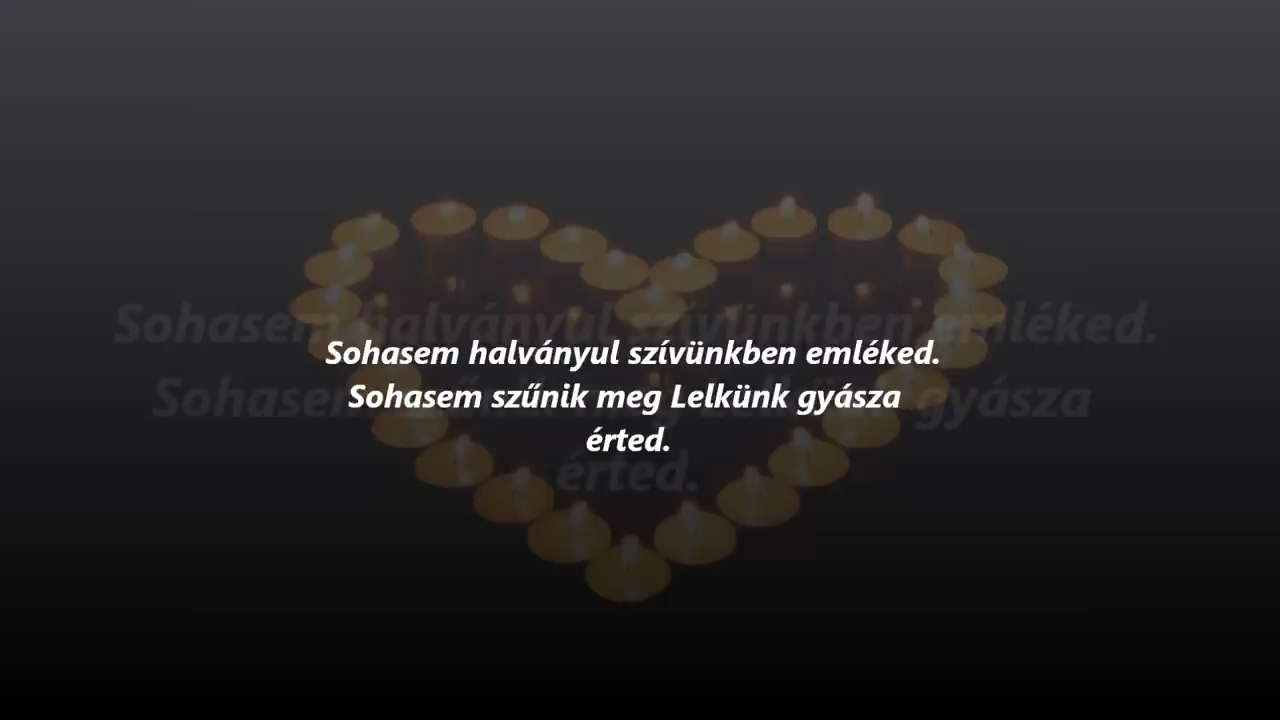 Sohasem halványul szívünkben emléked.
Sohasem szűnik meg Lelkünk gyásza
érted.